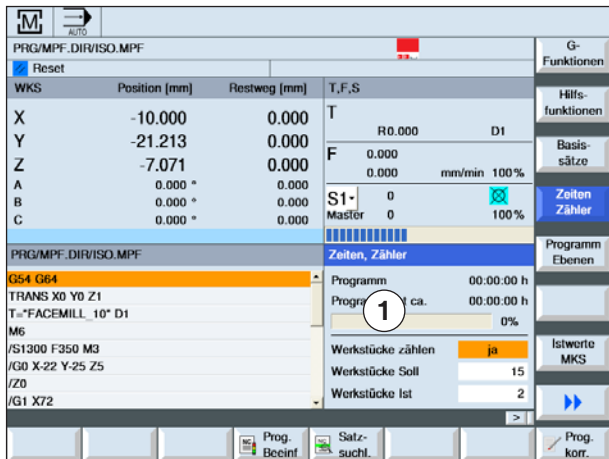 M
AUTO
PRG/MPF.DIR/ISO.MPF
Reset
WKS Position [mm] Restweg [mm]
X -10.000 0.000
Y -21.213 0.000
Z -7.071 0.000
A 0.000 ° 0.000
B 0.000 ° 0.000
C 0.000 ° 0.000
T,F,S
T
R0.000 D1
F 0.000
0.000 mm/min 100%
S1 0
Master 0 100%
PRG/MPF.DIR/ISO.MPF
G54 G64
TRANS X0 Y0 Z1
T="FACEMILL_10" D1
M6
/S1300 F350 M3
/G0 X-22 Y-25 Z5
/Z0
/G1 X72
Zeiten, Zähler
Programm 00:00:00 h
ca. 00:00:00 h
1
0%
Werkstücke zählen ja
Werkstücke Soll 15
Werkstücke Ist 2
>
G-
Funktionen
Hilfs-
funktionen
Basis-
sätze
Zeiten
Zähler
Programm
Ebenen
Istwerte
MKS
NC
Prog.
Beeinf
NC
Satz-
suchl.
Prog.
korr.